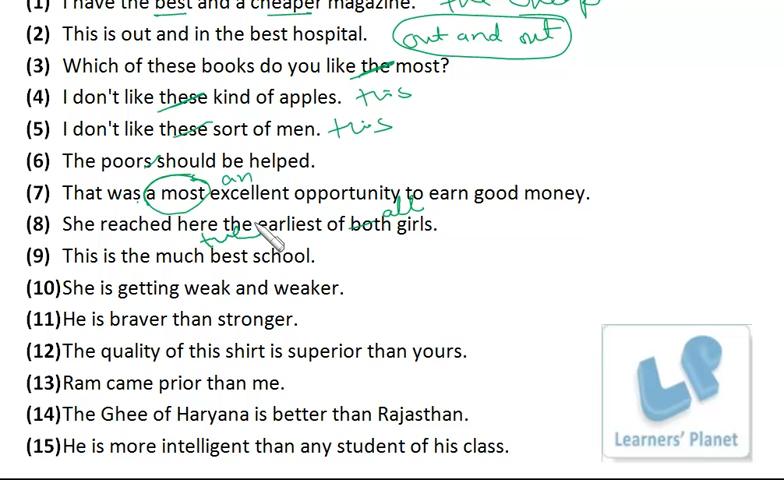 (1) I have the best and a cheaper magazine. the cheap
(2) This is out and in the best hospital. out and out
(3) Which of these books do you like the most?
(4) I don't like these kind of apples. this
(5) I don't like these sort of men. this
(6) The poors should be helped.
an
(7) That was a most excellent opportunity to earn good money.
all
(8) She reached here the earliest of both girls.
the
(9) This is the much best school.
(10)She is getting weak and weaker.
(11)He is braver than stronger.
(12)The quality of this shirt is superior than yours.
(13)Ram came prior than me.
(14)The Ghee of Haryana is better than Rajasthan.
(15)He is more intelligent than any student of his class.
LP
Learners' Planet